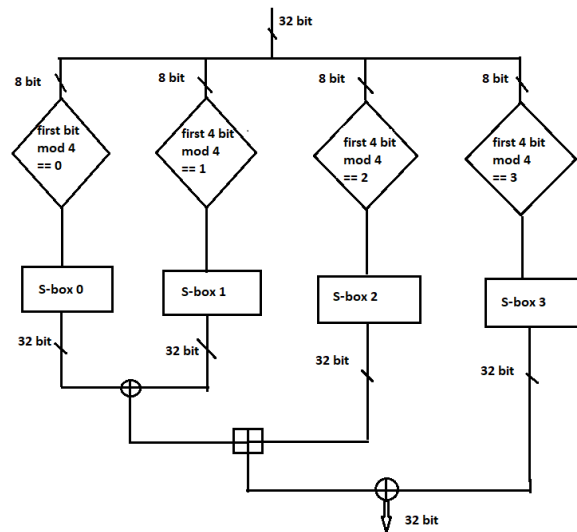 32 bit
8 bit
8 bit
8 bit
8 bit
first bit
mod 4
== 0
first 4 bit
mod 4
== 1
first 4 bit
mod 4
== 2
first 4 bit
mod 4
== 3
S-box 0
S-box 1
S-box 2
S-box 3
32 bit
32 bit
32 bit
32 bit
32 bit